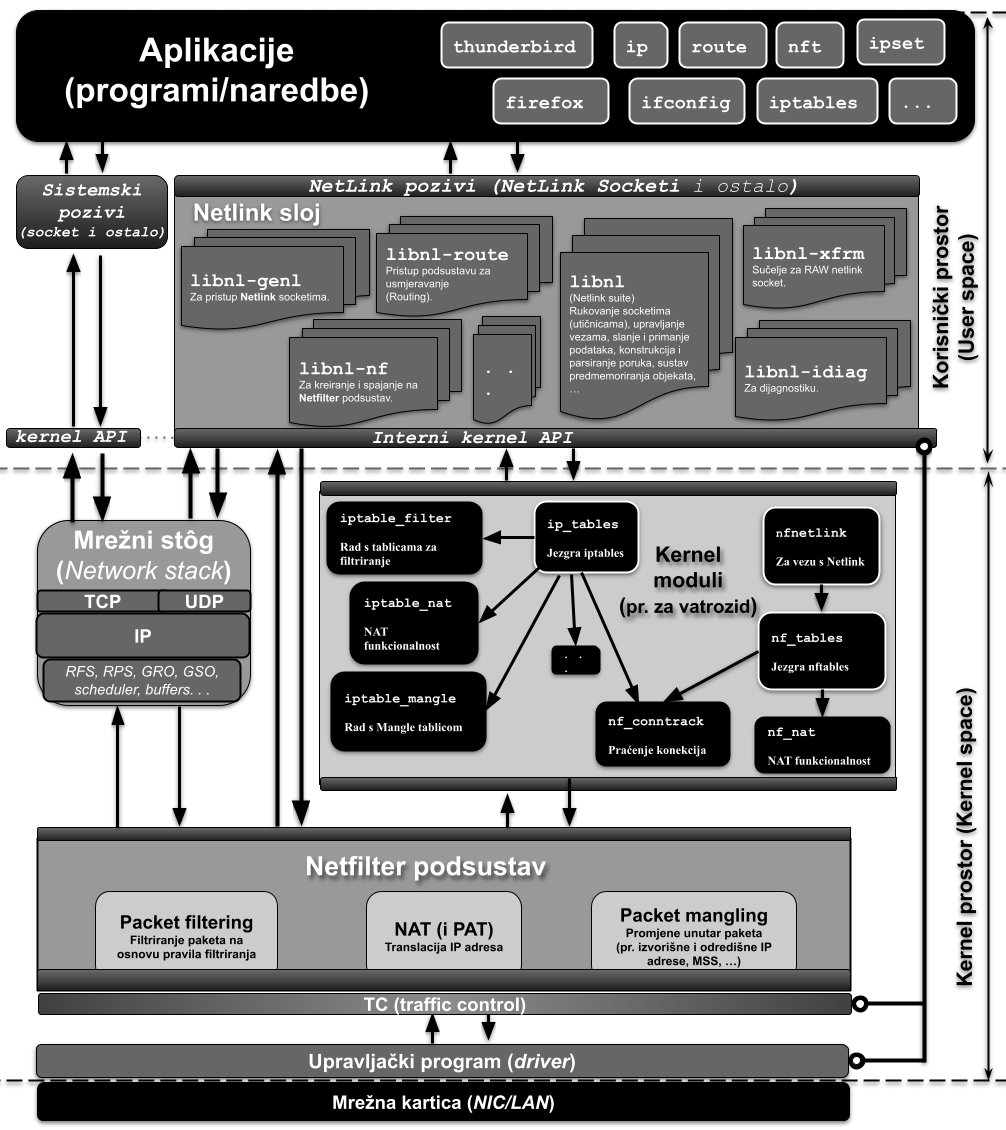 Aplikacije
(programi/naredbe)
thunderbird
ip
route
nft
ipset
firefox
ifconfig
iptables
...
Sistemski
pozivi
(socket i ostalo)
NetLink pozivi (NetLink Socketi i ostalo)
Netlink sloj
libnl-genl
Za pristup Netlink socketima.
libnl-route
Pristup podsustavu za
usmjeravanje
(Routing).
libnl
(Netlink suite)
Rukovanje socketima
(utičnicama), upravljanje
vezama, slanje i primanje
podataka, konstrukcija i
parsiranje poruka, sustav
predmemoriranja objekata,
…
libnl-xfrm
Sučelje za RAW netlink
socket.
libnl-nf
Za kreiranje i spajanje na
Netfilter podsustav.
. .
.
libnl-idiag
Za dijagnostiku.
Korisnički prostor
(User space)
kernel API
Interni kernel API
Mrežni stôg
(Network stack)
TCP
UDP
IP
RFS, RPS, GRO, GSO,
scheduler, buffers. . .
iptable_filter
Rad s tablicama za
filtriranje
ip_tables
Jezgra iptables
Kernel
moduli
(pr. za vatrozid)
nfnetlink
Za vezu s Netlink
iptable_nat
NAT
funkcionalnost
. .
.
nf_tables
Jezgra nftables
iptable_mangle
Rad s Mangle tablicom
nf_conntrack
Praćenje konekcija
nf_nat
NAT funkcionalnost
Kernel prostor (Kernel space)
Netfilter podsustav
Packet filtering
Filtriranje paketa na
osnovu pravila filtriranja
NAT (i PAT)
Translacija IP adresa
Packet mangling
Promjene unutar paketa
(pr. izvorišne i odredišne IP
adrese, MSS, …)
TC (traffic control)
Upravljački program (driver)
Mrežna kartica (NIC/LAN)